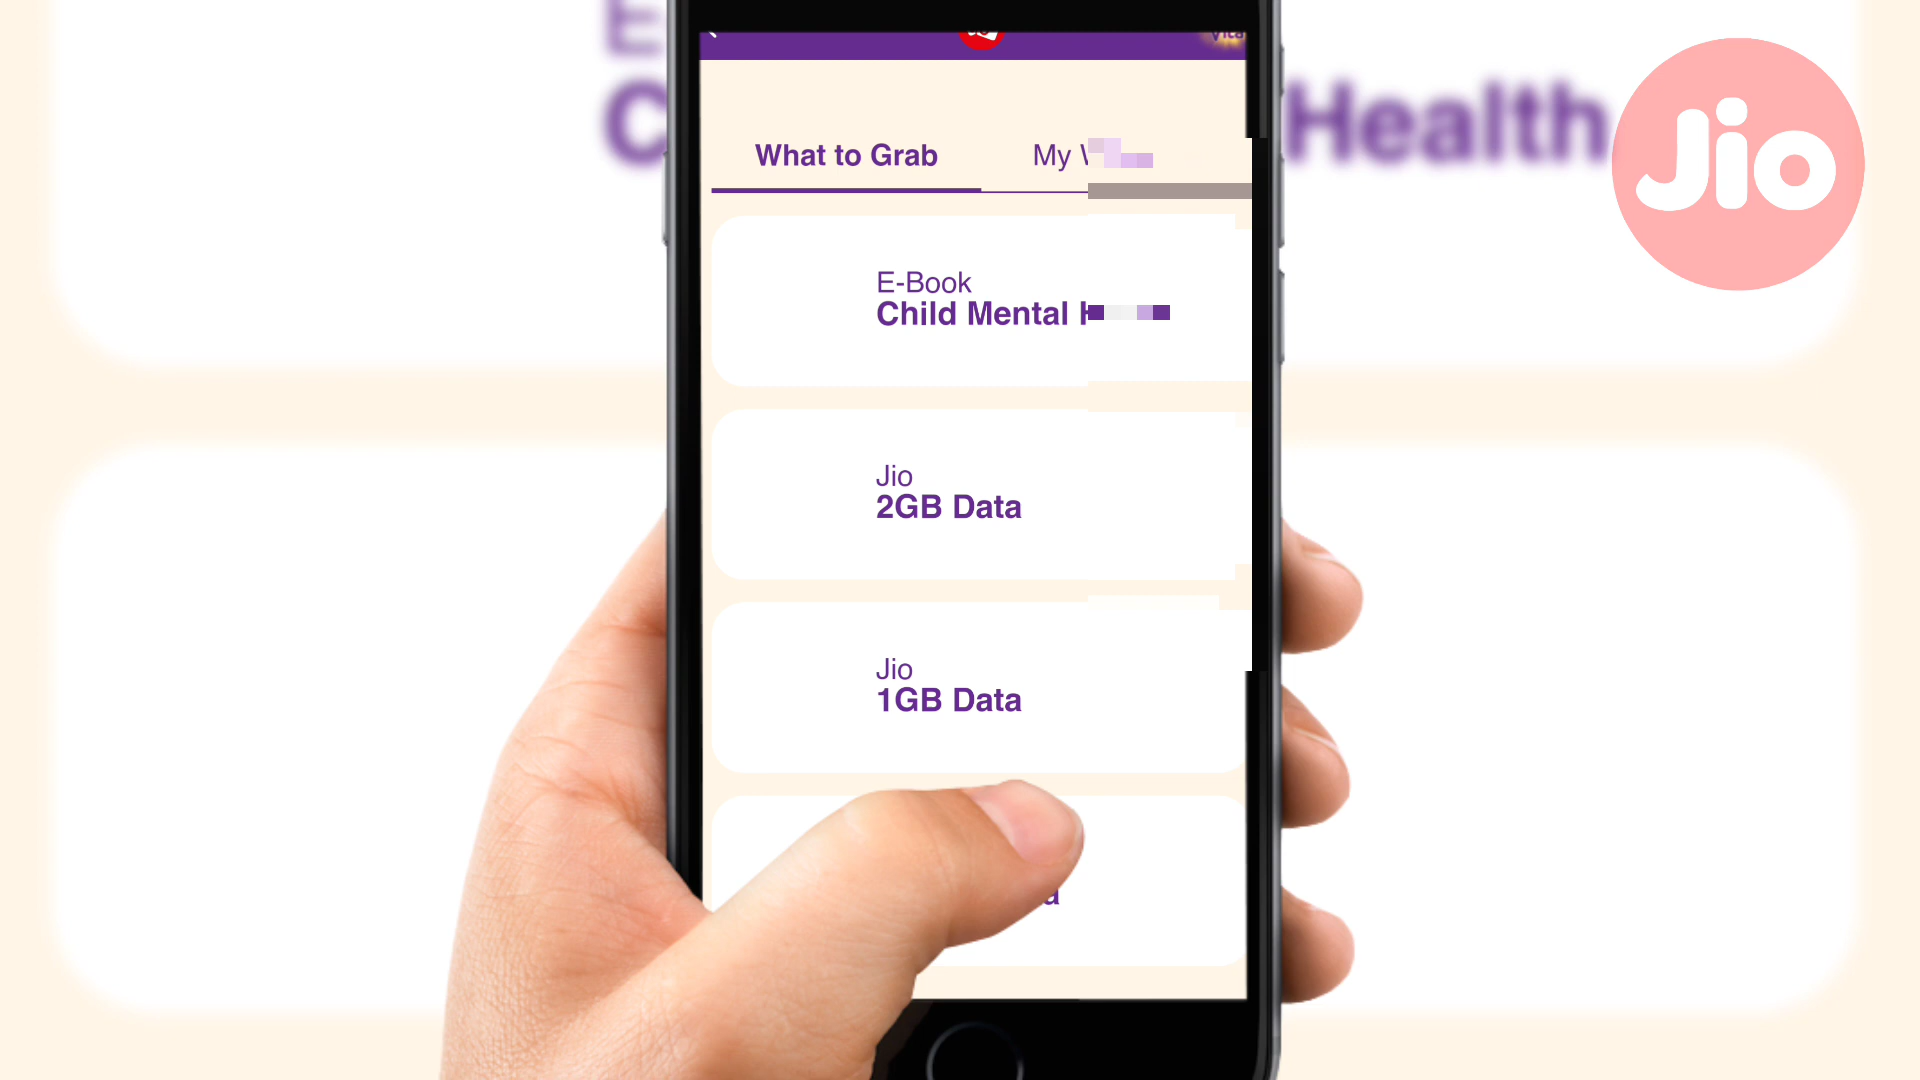 E
C Health
Jio
What to Grab My
E-Book
Child Mental
Jio
2GB Data
Jio
1GB Data
a